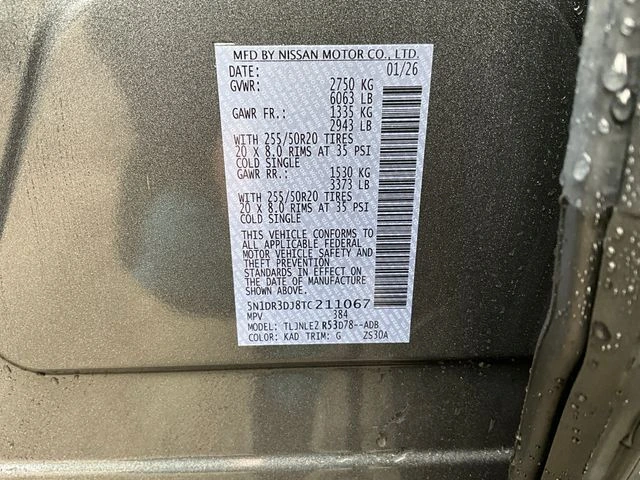 MFD BY NISSAN MOTOR CO., LTD.
DATE: 01/26
GVWR: 2750 KG
6063 LB
GAWR FR.: 1335 KG
2943 LB
WITH 255/50R20 TIRES
20 X 8.0 RIMS AT 35 PSI
COLD SINGLE
GAWR RR.: 1530 KG
3373 LB
WITH 255/50R20 TIRES
20 X 8.0 RIMS AT 35 PSI
COLD SINGLE
THIS VEHICLE CONFORMS TO
ALL APPLICABLE FEDERAL
MOTOR VEHICLE SAFETY AND
THEFT PREVENTION
STANDARDS IN EFFECT ON
THE DATE OF MANUFACTURE
SHOWN ABOVE.
5N1DR3DJ8TC211067
MPV 384
MODEL: TLJNLEZ R53D78--ADB
COLOR: KAD TRIM: G ZS30A